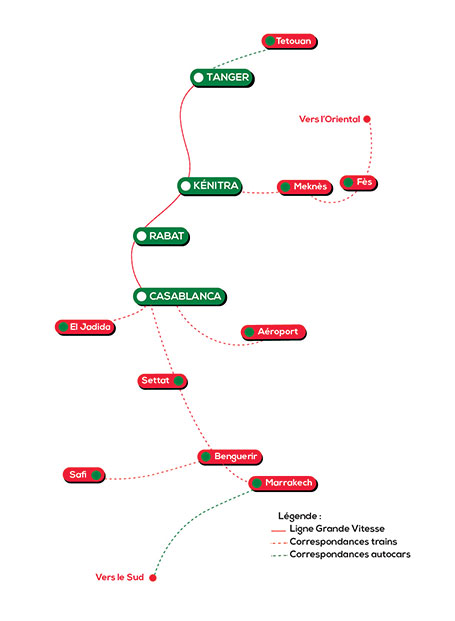 Tetouan
TANGER
Vers l'Oriental
KÉNITRA
Meknès
Fès
RABAT
CASABLANCA
El Jadida
Aéroport
Settat
Benguerir
Safi
Marrakech
Légende :
Ligne Grande Vitesse
Correspondances trains
Correspondances autocars
Vers le Sud